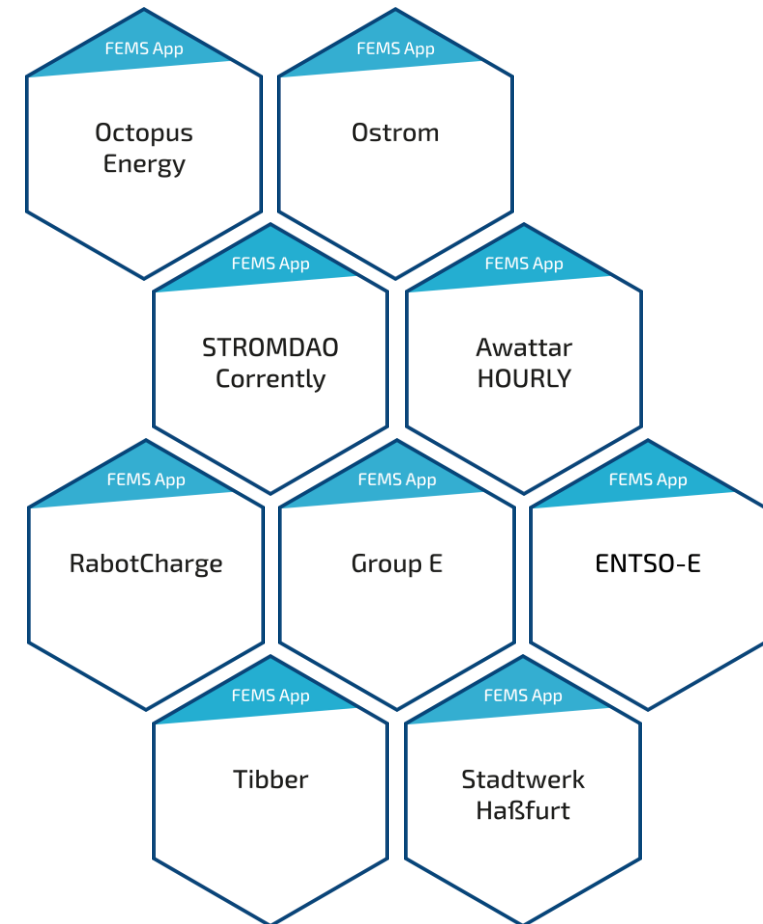 FEMS App
Octopus
Energy
FEMS App
Ostrom
FEMS App
STROMDAO
Corrently
FEMS App
Awattar
HOURLY
FEMS App
RabotCharge
FEMS App
Group E
FEMS App
ENTSO-E
FEMS App
Tibber
FEMS App
Stadtwerk
Haßfurt